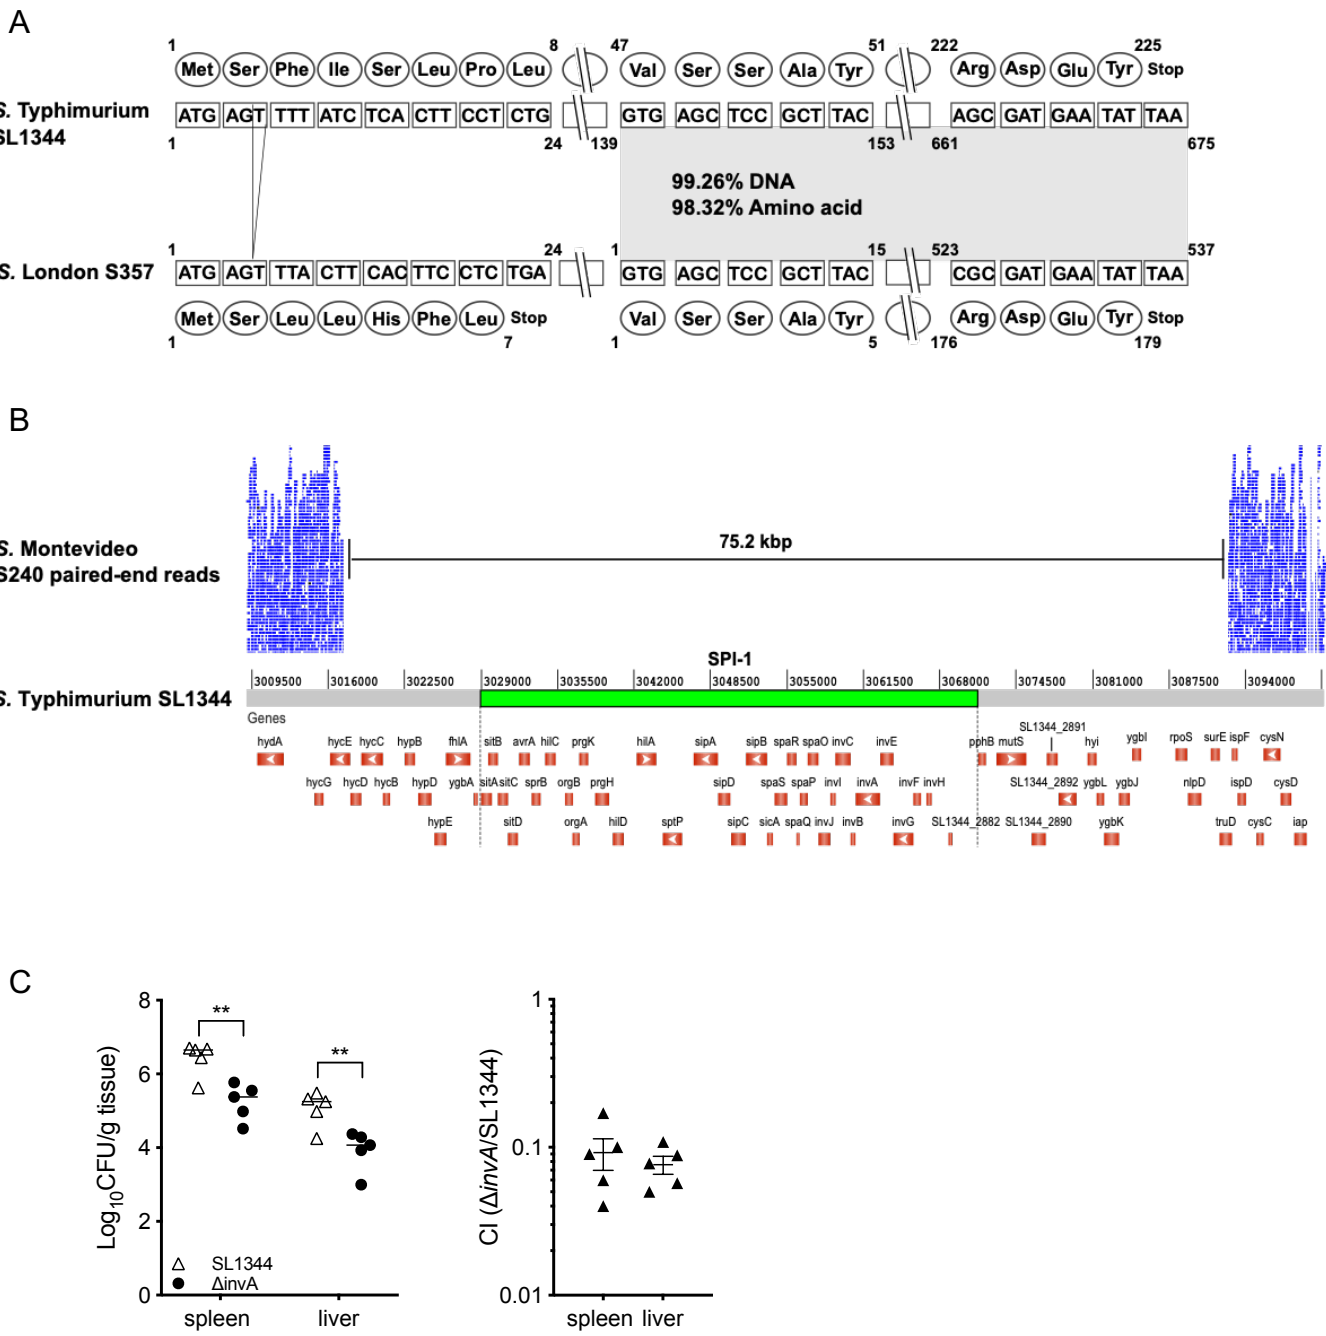 A
1 8 47 51 222 225
Met Ser Phe Ile Ser Leu Pro Leu Val Ser Ser Ala Tyr Arg Asp Glu Tyr Stop
S. Typhimurium
SL1344
ATG AGT TTT ATC TCA CTT CCT CTG GTG AGC TCC GCT TAC AGC GAT GAA TAT TAA
1 24 139 153 661 675
99.26% DNA
98.32% Amino acid
1 24 1 15 523 537
S. London S357
ATG AGT TTA CTT CAC TTC CTC TGA GTG AGC TCC GCT TAC CGC GAT GAA TAT TAA
Met Ser Leu Leu His Phe Leu Stop Val Ser Ser Ala Tyr Arg Asp Glu Tyr Stop
1 7 1 5 176 179
B
S. Montevideo
S240 paired-end reads
75.2 kbp
SPI-1
3009500 3016000 3022500 3029000 3035500 3042000 3048500 3055000 3061500 3068000 3074500 3081000 3087500 3094000
S. Typhimurium SL1344
Genes
SL1344_2891
hydA hycE hycC hypB fhlA sitB avrA hilC prgK hilA sipA sipB spaR spaO invC invE pphB mutS hyi ygbI rpoS surE ispF cysN
hycG hycD hycB hypD ygbA sitA sitC sprB orgB prgH sipD spaS spaP invI invA invF invH SL1344_2892 ygbL ygbJ nlpD ispD cysD
hypE sitD orgA hilD sptP sipC sicA spaQ invJ invB invG SL1344_2882 SL1344_2890 ygbK truD cysC iap
C
Log10CFU/g tissue)
8
6
4
2
0
** **
SL1344
ΔinvA
spleen liver
CI (ΔinvA/SL1344)
1
0.1
0.01
spleen liver